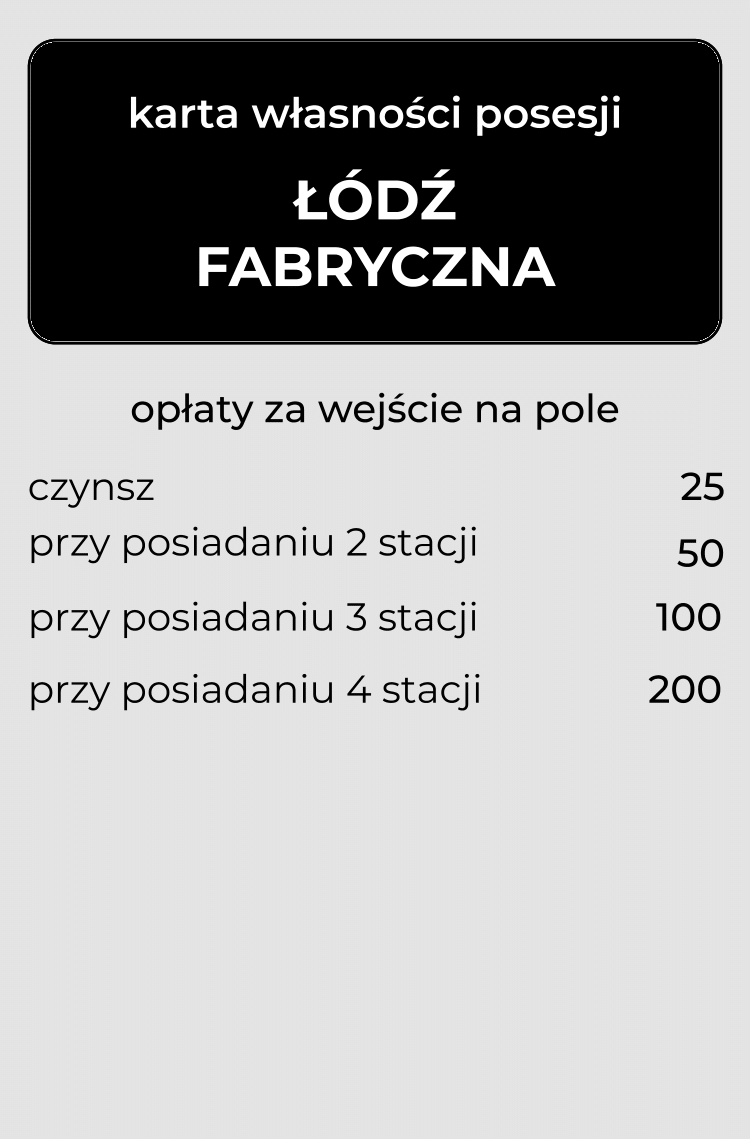 karta własności posesji
ŁÓDŹ
FABRYCZNA
opłaty za wejście na pole
czynsz 25
przy posiadaniu 2 stacji 50
przy posiadaniu 3 stacji 100
przy posiadaniu 4 stacji 200